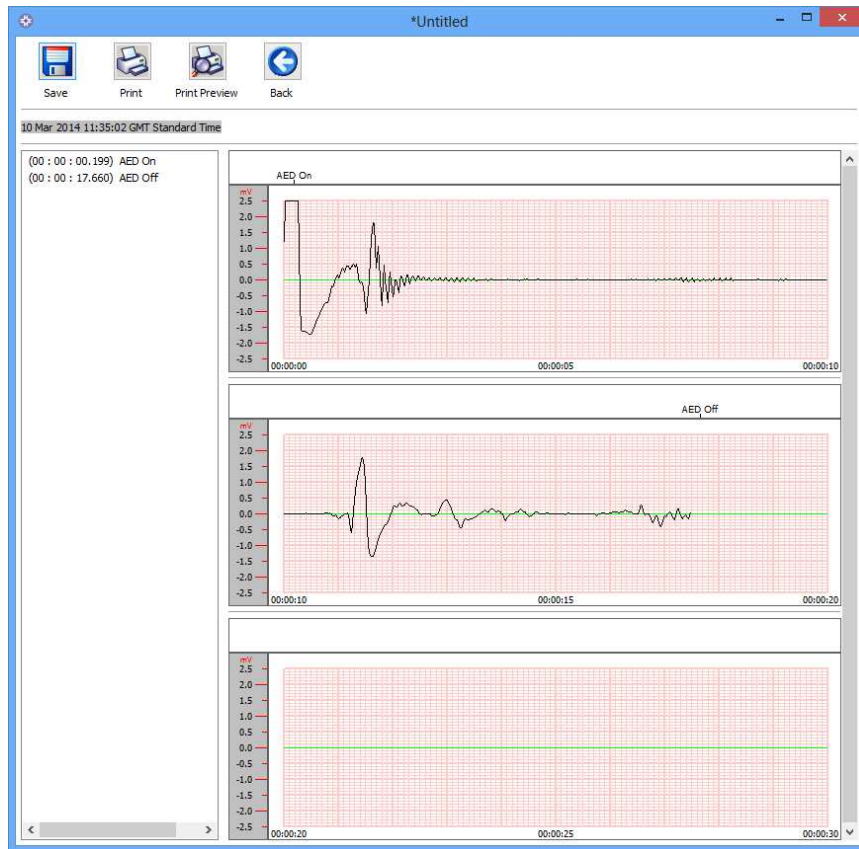 *Untitled
Save Print Print Preview Back
10 Mar 2014 11:35:02 GMT Standard Time
(00 : 00 : 00.199) AED On
(00 : 00 : 17.660) AED Off
AED On
mV
2.5
2.0
1.5
1.0
0.5
0.0
-0.5
-1.0
-1.5
-2.0
-2.5
00:00:00 00:00:05 00:00:10
AED Off
mV
2.5
2.0
1.5
1.0
0.5
0.0
-0.5
-1.0
-1.5
-2.0
-2.5
00:00:10 00:00:15 00:00:20
mV
2.5
2.0
1.5
1.0
0.5
0.0
-0.5
-1.0
-1.5
-2.0
-2.5
00:00:20 00:00:25 00:00:30